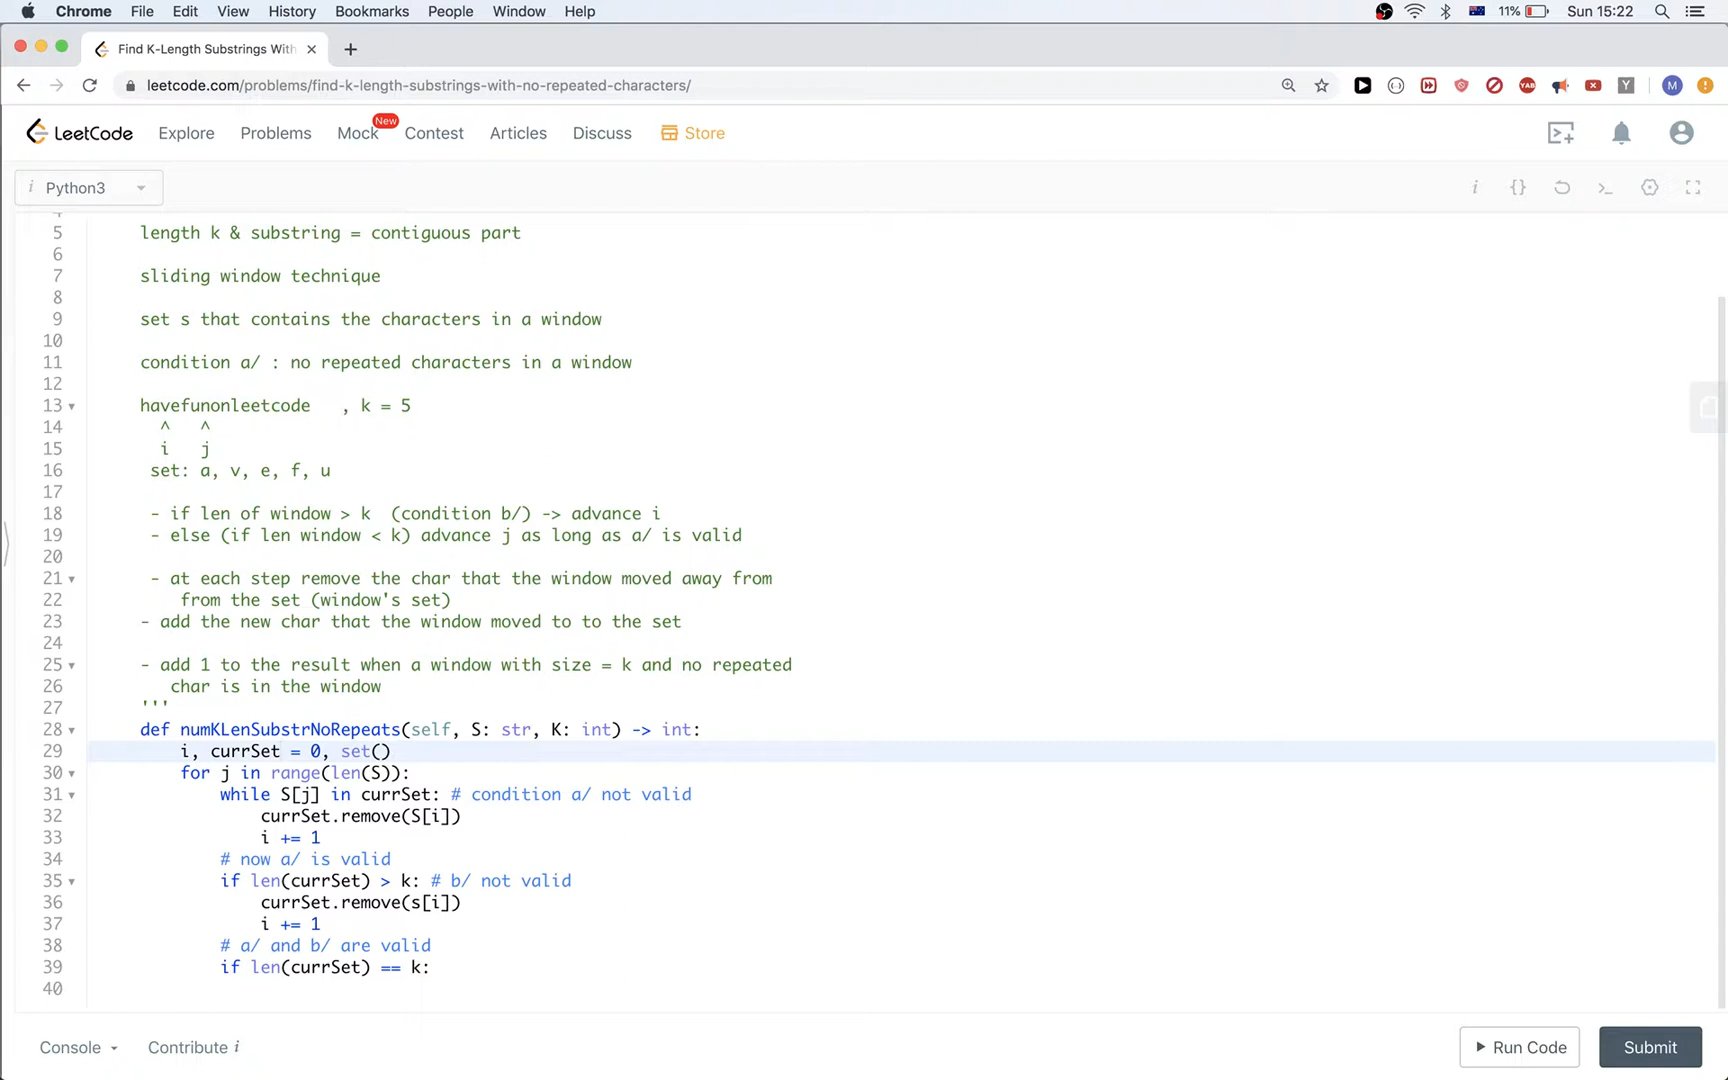 Chrome File Edit View History Bookmarks People Window Help 11% Sun 15:22
Find K-Length Substrings With
leetcode.com/problems/find-k-length-substrings-with-no-repeated-characters/ YAB Y M
LeetCode Explore Problems Mock New Contest Articles Discuss Store
i Python3 i {} >_
5 length k & substring = contiguous part
6
7 sliding window technique
8
9 set s that contains the characters in a window
10
11 condition a/ : no repeated characters in a window
12
13 havefunonleetcode , k = 5
14 ^ ^
15 i j
16 set: a, v, e, f, u
17
18 - if len of window > k (condition b/) -> advance i
19 - else (if len window < k) advance j as long as a/ is valid
20
21 - at each step remove the char that the window moved away from
22 from the set (window's set)
23 - add the new char that the window moved to to the set
24
25 - add 1 to the result when a window with size = k and no repeated
26 char is in the window
27 '''
28 def numKLenSubstrNoRepeats(self, S: str, K: int) -> int:
29 i, currSet = 0, set()
30 for j in range(len(S)):
31 while S[j] in currSet: # condition a/ not valid
32 currSet.remove(S[i])
33 i += 1
34 # now a/ is valid
35 if len(currSet) > k: # b/ not valid
36 currSet.remove(s[i])
37 i += 1
38 # a/ and b/ are valid
39 if len(currSet) == k:
40
Console Contribute i Run Code Submit